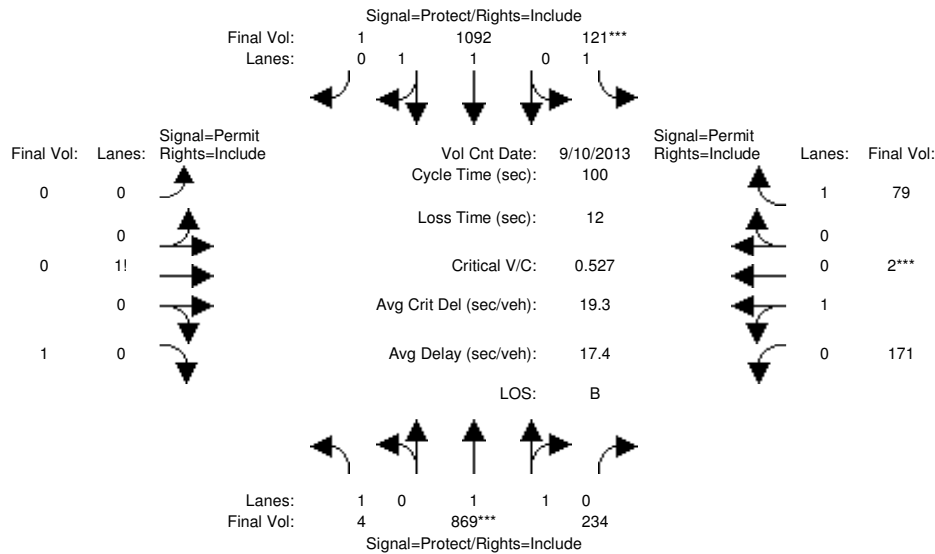 Signal=Protect/Rights=Include
Final Vol: 1 1092 121***
Lanes: 0 1 1 0 1
Signal=Permit Signal=Permit
Final Vol: Lanes: Rights=Include Vol Cnt Date: 9/10/2013 Rights=Include Lanes: Final Vol:
Cycle Time (sec): 100
0 0 1 79
Loss Time (sec): 12
0 0
0 1! Critical V/C: 0.527 0 2***
0 Avg Crit Del (sec/veh): 19.3 1
1 0 Avg Delay (sec/veh): 17.4 0 171
LOS: B
Lanes: 1 0 1 1 0
Final Vol: 4 869*** 234
Signal=Protect/Rights=Include